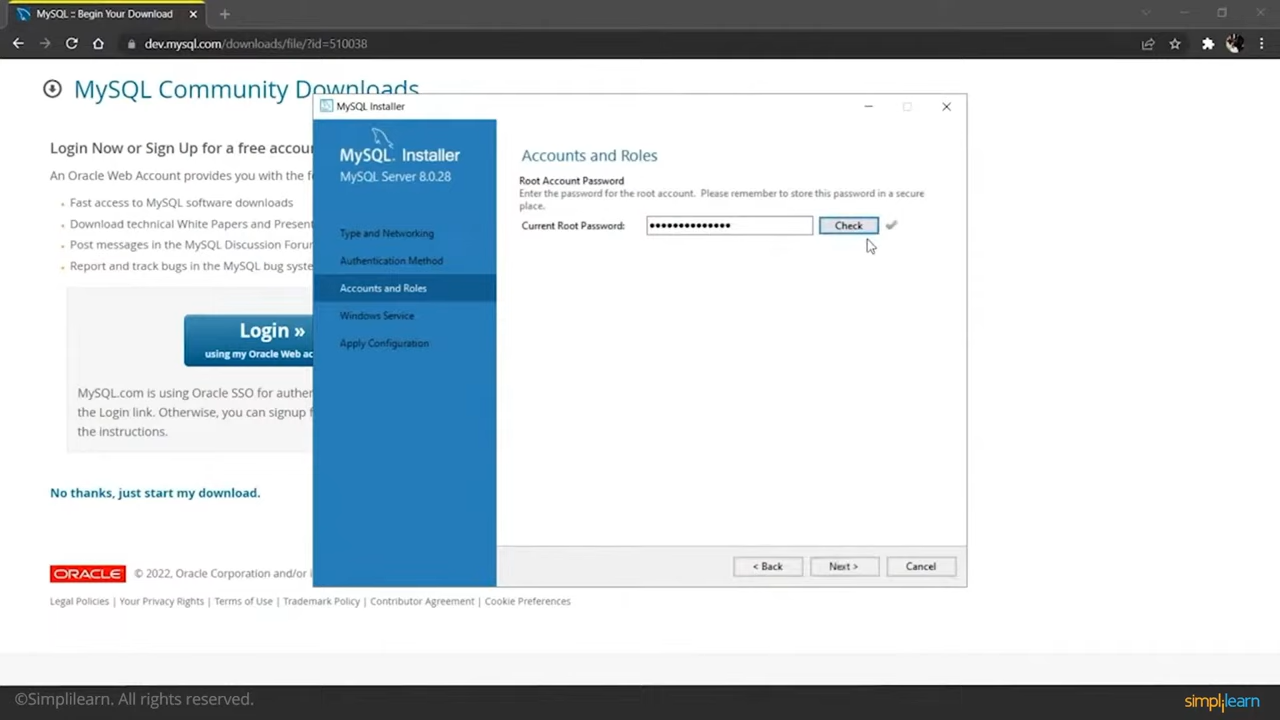 MySQL :: Begin Your Download
dev.mysql.com/downloads/file/?id=510038
MySQL Community Downloads
Login Now or Sign Up for a free accou
An Oracle Web Account provides you with the f
Fast access to MySQL software downloads
Download technical White Papers and Present
Post messages in the MySQL Discussion Forum
Report and track bugs in the MySQL bug syste
Login »
using my Oracle Web ac
MySQL.com is using Oracle SSO for authen
the Login link. Otherwise, you can signup f
the instructions.
No thanks, just start my download.
ORACLE © 2022, Oracle Corporation and/or i
Legal Policies | Your Privacy Rights | Terms of Use | Trademark Policy | Contributor Agreement | Cookie Preferences
MySQL Installer
MySQL. Installer
MySQL Server 8.0.28
Type and Networking
Authentication Method
Accounts and Roles
Windows Service
Apply Configuration
Accounts and Roles
Root Account Password
Enter the password for the root account. Please remember to store this password in a secure
place.
Current Root Password: •••••••••••••• Check
< Back Next > Cancel
©Simplilearn. All rights reserved.
simplilearn